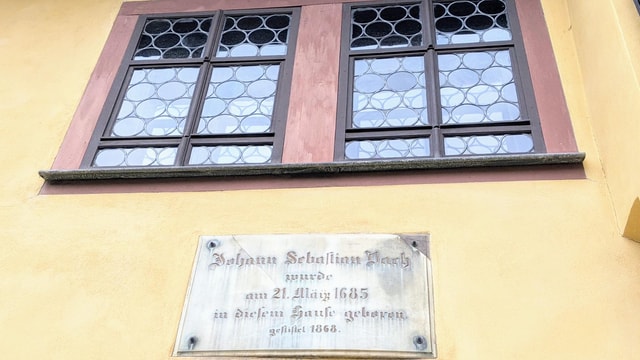 Johann Sebastian Bach
wurde
am 21. März 1685
in diesem Hause geboren.
gestiftet 1868.